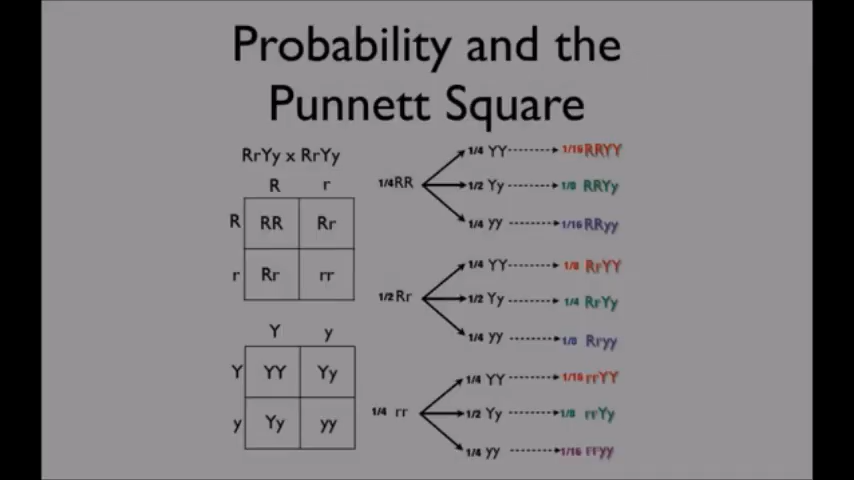 Probability and the
Punnett Square
RrYy x RrYy
R r
R RR Rr
r Rr rr
Y y
Y YY Yy
y Yy yy
1/4 YY 1/16 RRYY
1/4 RR 1/2 Yy 1/8 RRYy
1/4 yy 1/16 RRyy
1/4 YY 1/8 RrYY
1/2 Rr 1/2 Yy 1/4 RrYy
1/4 yy 1/8 Rryy
1/4 YY 1/16 rrYY
1/4 rr 1/2 Yy 1/8 rrYy
1/4 yy 1/16 rryy